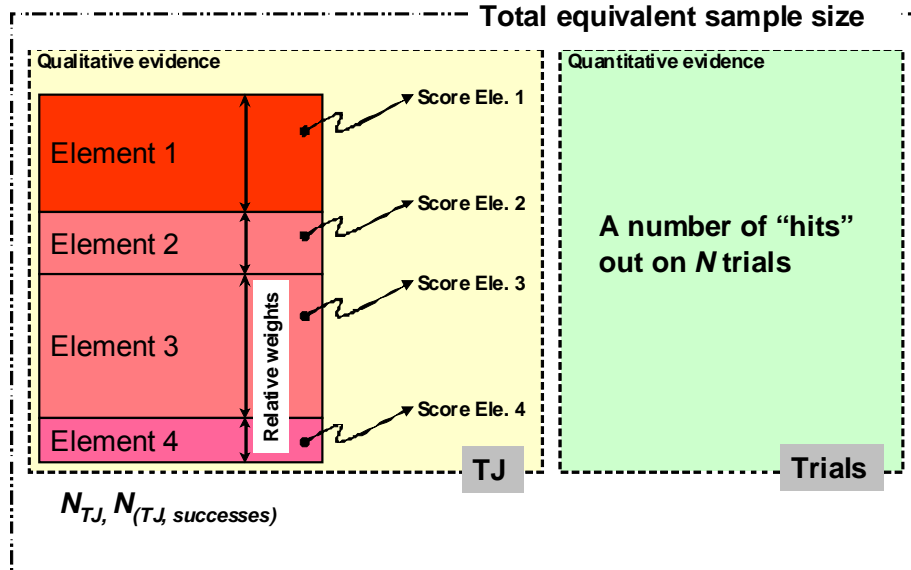 Total equivalent sample size
Qualitative evidence
Element 1
Element 2
Element 3
Element 4
Relative weights
Score Ele. 1
Score Ele. 2
Score Ele. 3
Score Ele. 4
TJ
N_TJ, N_(TJ, successes)
Quantitative evidence
A number of “hits”
out on N trials
Trials